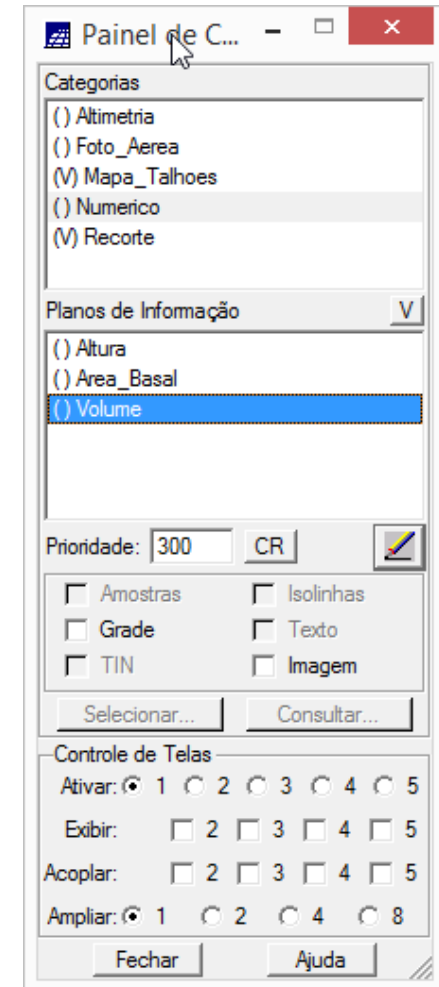 Painel de C...
Categorias
( ) Altimetria
( ) Foto_Aerea
(V) Mapa_Talhoes
( ) Numerico
(V) Recorte
Planos de Informação V
( ) Altura
( ) Area_Basal
( ) Volume
Prioridade: 300 CR
Amostras Isolinhas
Grade Texto
TIN Imagem
Selecionar... Consultar...
Controle de Telas
Ativar: 1 2 3 4 5
Exibir: 2 3 4 5
Acoplar: 2 3 4 5
Ampliar: 1 2 4 8
Fechar Ajuda